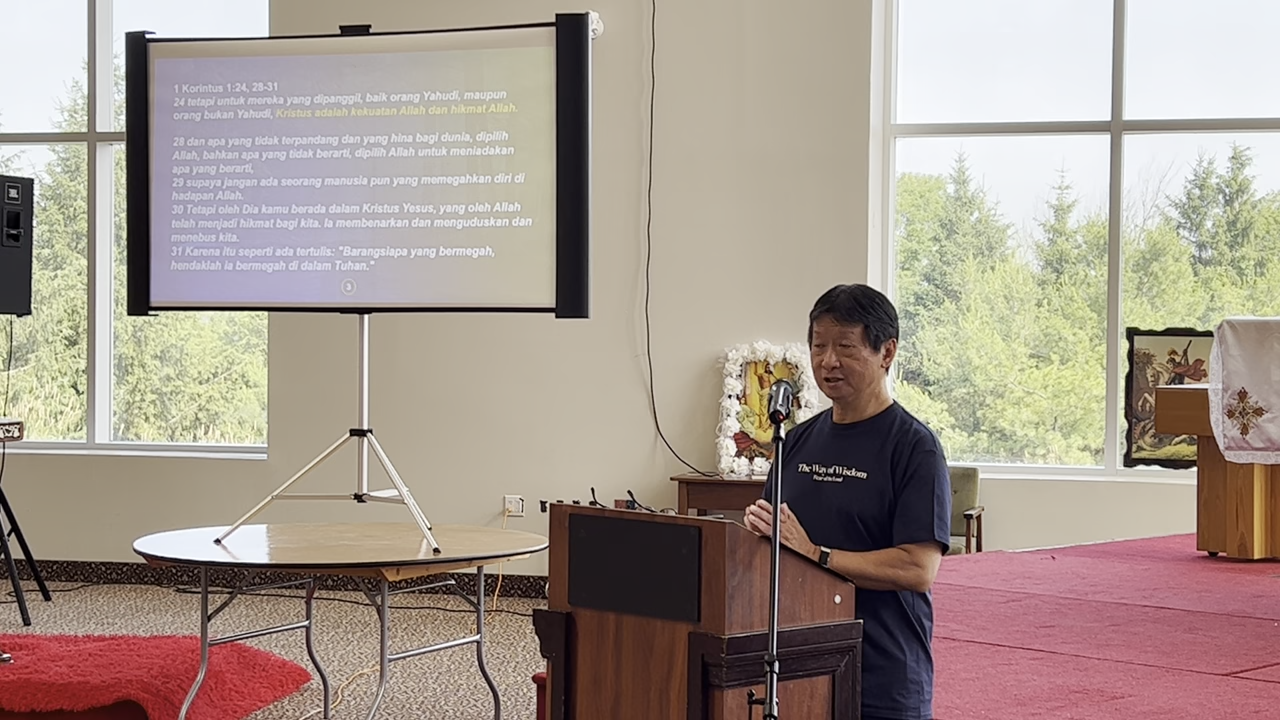 1 Korintus 1:24, 28-31
24 tetapi untuk mereka yang dipanggil, baik orang Yahudi, maupun
orang bukan Yahudi, Kristus adalah kekuatan Allah dan hikmat Allah.
28 dan apa yang tidak terpandang dan yang hina bagi dunia, dipilih
Allah, bahkan apa yang tidak berarti, dipilih Allah untuk meniadakan
apa yang berarti,
29 supaya jangan ada seorang manusia pun yang memegahkan diri di
hadapan Allah.
30 Tetapi oleh Dia kamu berada dalam Kristus Yesus, yang oleh Allah
telah menjadi hikmat bagi kita. Ia membenarkan dan menguduskan dan
menebus kita.
31 Karena itu seperti ada tertulis: "Barangsiapa yang bermegah,
hendaklah ia bermegah di dalam Tuhan."
3
JBL
The Way of Wisdom